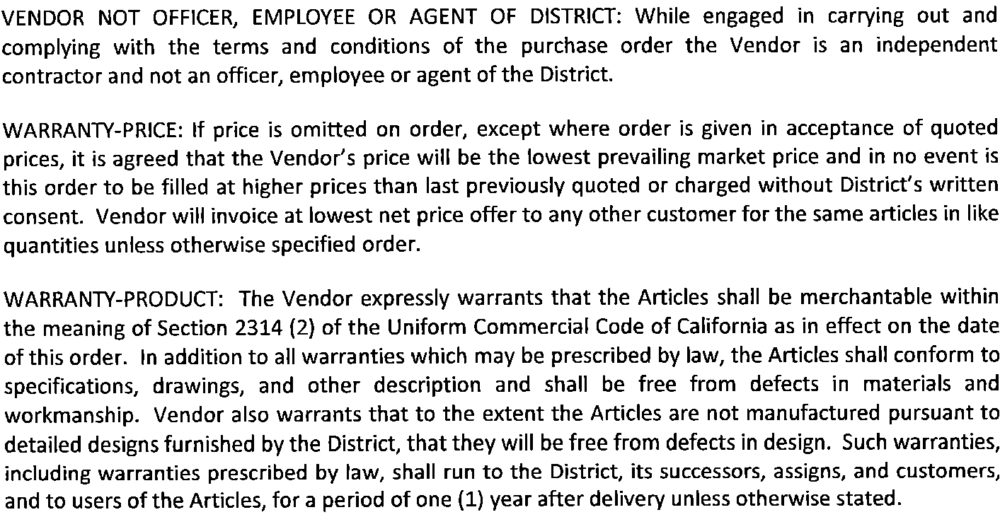 VENDOR NOT OFFICER, EMPLOYEE OR AGENT OF DISTRICT: While engaged in carrying out and
complying with the terms and conditions of the purchase order the Vendor is an independent
contractor and not an officer, employee or agent of the District.
WARRANTY-PRICE: If price is omitted on order, except where order is given in acceptance of quoted
prices, it is agreed that the Vendor's price will be the lowest prevailing market price and in no event is
this order to be filled at higher prices than last previously quoted or charged without District's written
consent. Vendor will invoice at lowest net price offer to any other customer for the same articles in like
quantities unless otherwise specified order.
WARRANTY-PRODUCT: The Vendor expressly warrants that the Articles shall be merchantable within
the meaning of Section 2314 (2) of the Uniform Commercial Code of California as in effect on the date
of this order. In addition to all warranties which may be prescribed by law, the Articles shall conform to
specifications, drawings, and other description and shall be free from defects in materials and
workmanship. Vendor also warrants that to the extent the Articles are not manufactured pursuant to
detailed designs furnished by the District, that they will be free from defects in design. Such warranties,
including warranties prescribed by law, shall run to the District, its successors, assigns, and customers,
and to users of the Articles, for a period of one (1) year after delivery unless otherwise stated.